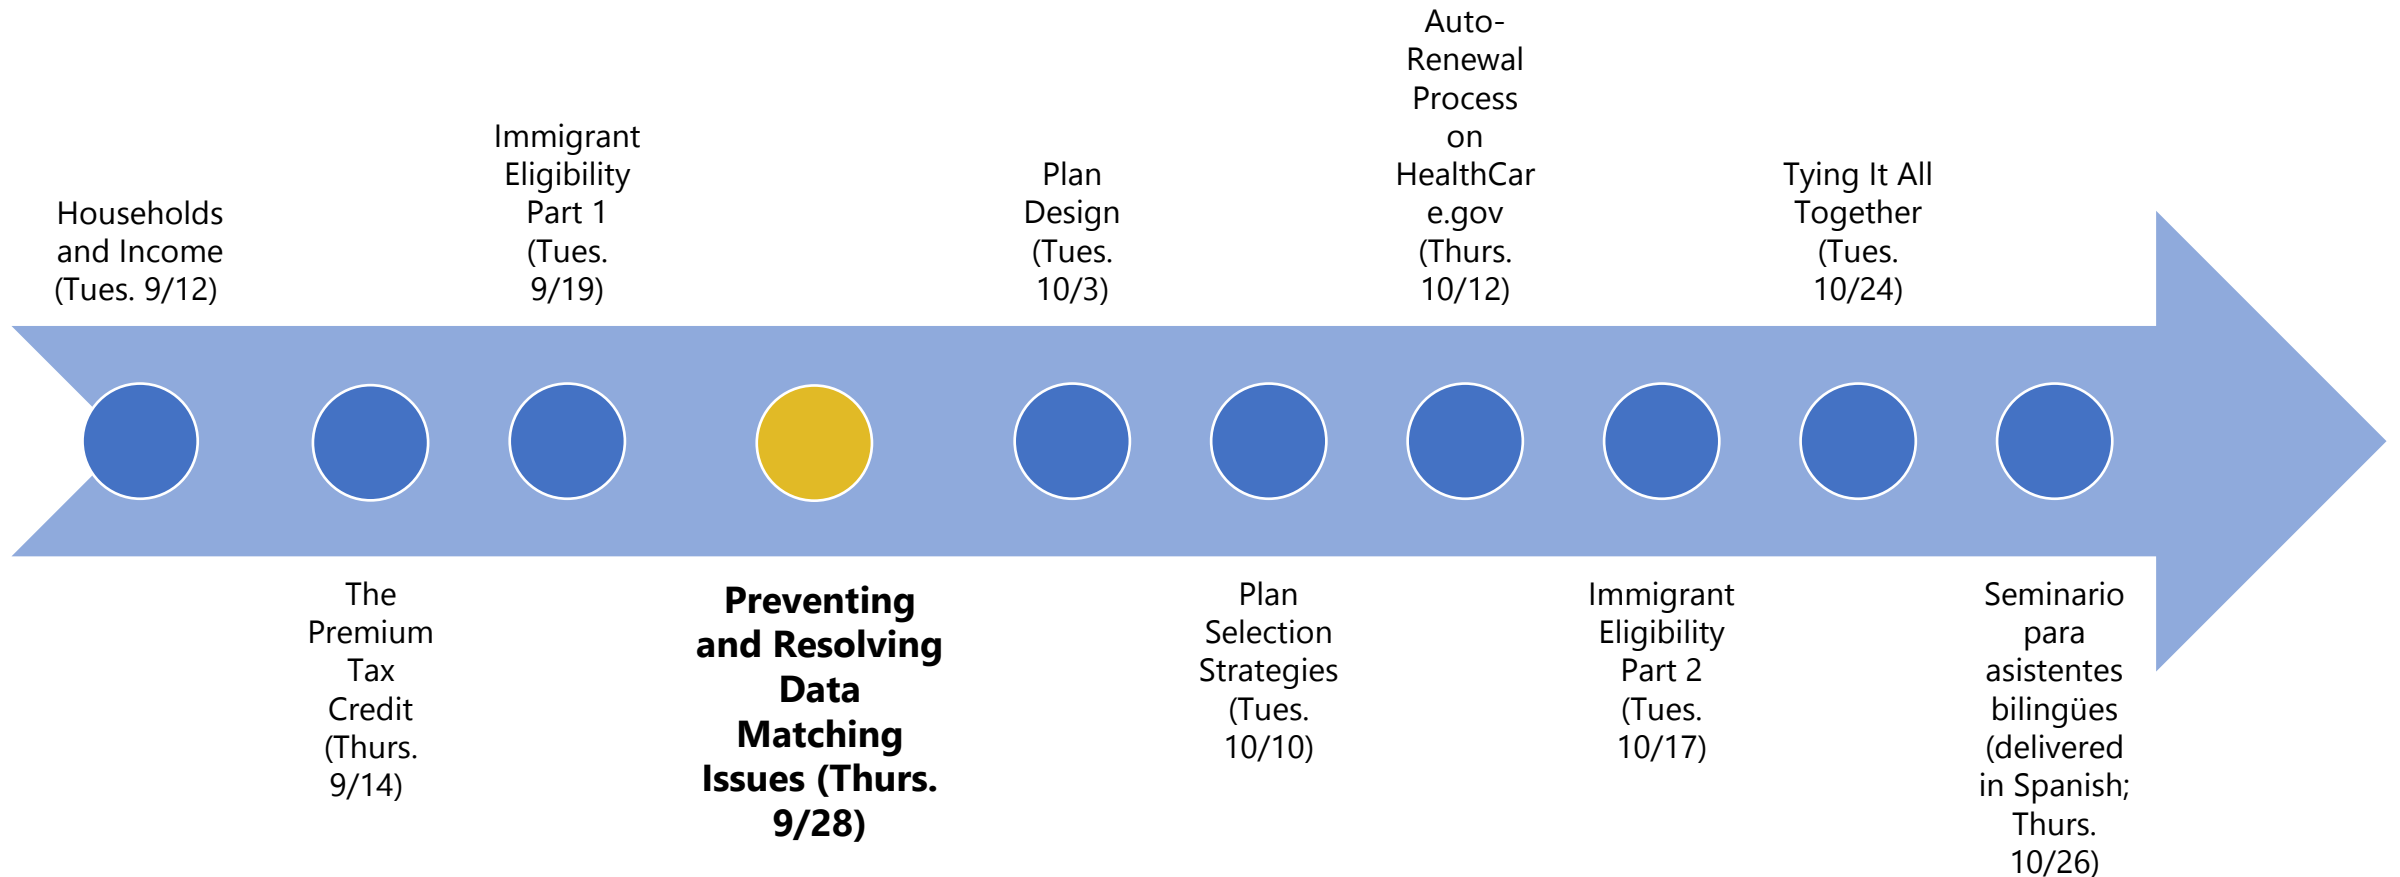 Households
and Income
(Tues. 9/12)
The
Premium
Tax
Credit
(Thurs.
9/14)
Immigrant
Eligibility
Part 1
(Tues.
9/19)
Preventing
and Resolving
Data
Matching
Issues (Thurs.
9/28)
Plan
Design
(Tues.
10/3)
Plan
Selection
Strategies
(Tues.
10/10)
Auto-
Renewal
Process
on
HealthCar
e.gov
(Thurs.
10/12)
Immigrant
Eligibility
Part 2
(Tues.
10/17)
Tying It All
Together
(Tues.
10/24)
Seminario
para
asistentes
bilingües
(delivered
in Spanish;
Thurs.
10/26)